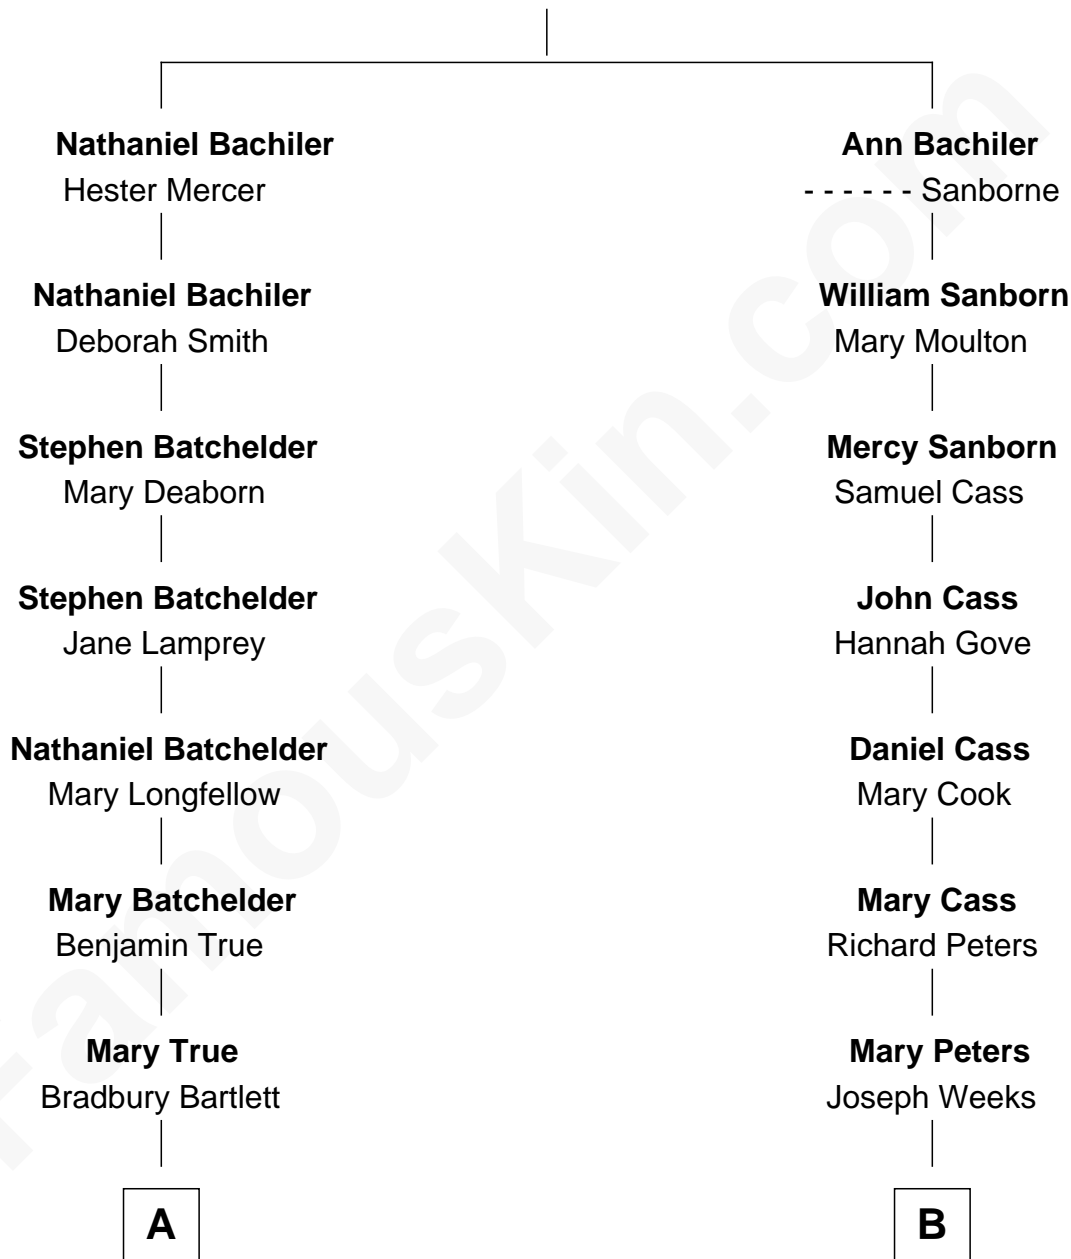 Nathaniel Bachiler
Hester Mercer
Nathaniel Bachiler
Deborah Smith
Stephen Batchelder
Mary Deaborn
Stephen Batchelder
Jane Lamprey
Nathaniel Batchelder
Mary Longfellow
Mary Batchelder
Benjamin True
Mary True
Bradbury Bartlett
A
Ann Bachiler
- - - - - - Sanborne
William Sanborn
Mary Moulton
Mercy Sanborn
Samuel Cass
John Cass
Hannah Gove
Daniel Cass
Mary Cook
Mary Cass
Richard Peters
Mary Peters
Joseph Weeks
B
FamousKin.com